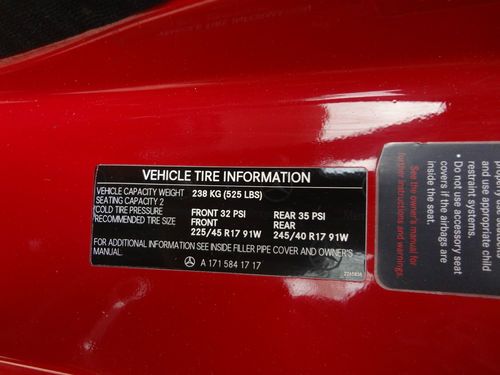 VEHICLE TIRE INFORMATION
VEHICLE CAPACITY WEIGHT 238 KG (525 LBS)
SEATING CAPACITY 2
COLD TIRE PRESSURE FRONT 32 PSI REAR 35 PSI
RECOMMENDED TIRE SIZE FRONT REAR
225/45 R17 91W 245/40 R17 91W
FOR ADDITIONAL INFORMATION SEE INSIDE FILLER PIPE COVER AND OWNER'S
MANUAL.
A 171 584 17 17
and use appropriate child
restraint systems.
• Do not use accessory seat
covers if the airbags are
inside the seat.
See the owner's manual for
further instructions and warnings.